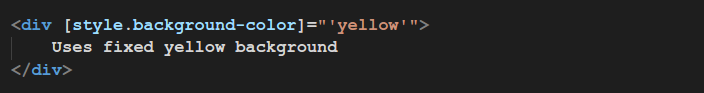 <div [style.background-color]="'yellow'">
    Uses fixed yellow background
</div>